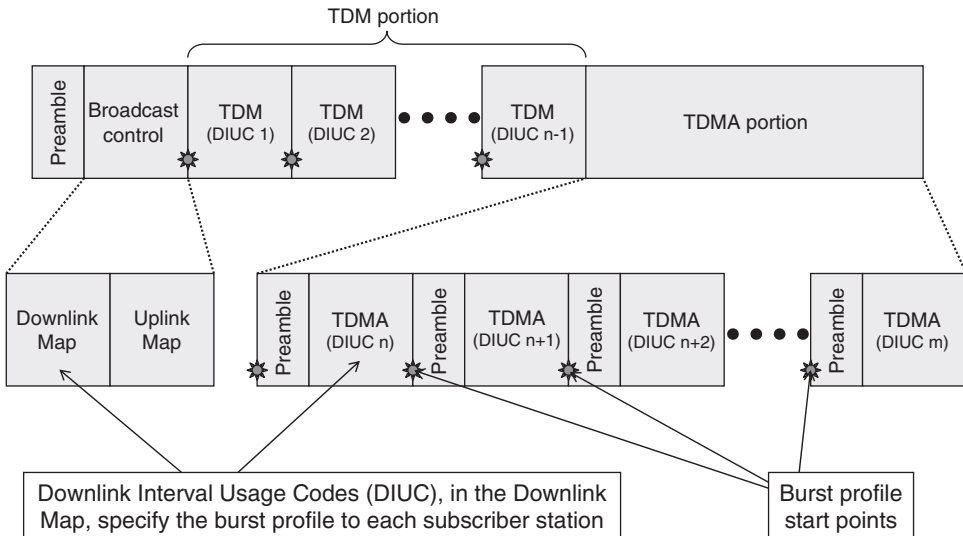 TDM portion
Preamble
Broadcast
control
TDM
(DIUC 1)
TDM
(DIUC 2)
TDM
(DIUC n-1)
TDMA portion
Downlink
Map
Uplink
Map
Preamble
TDMA
(DIUC n)
Preamble
TDMA
(DIUC n+1)
Preamble
TDMA
(DIUC n+2)
Preamble
TDMA
(DIUC m)
Downlink Interval Usage Codes (DIUC), in the Downlink
Map, specify the burst profile to each subscriber station
Burst profile
start points